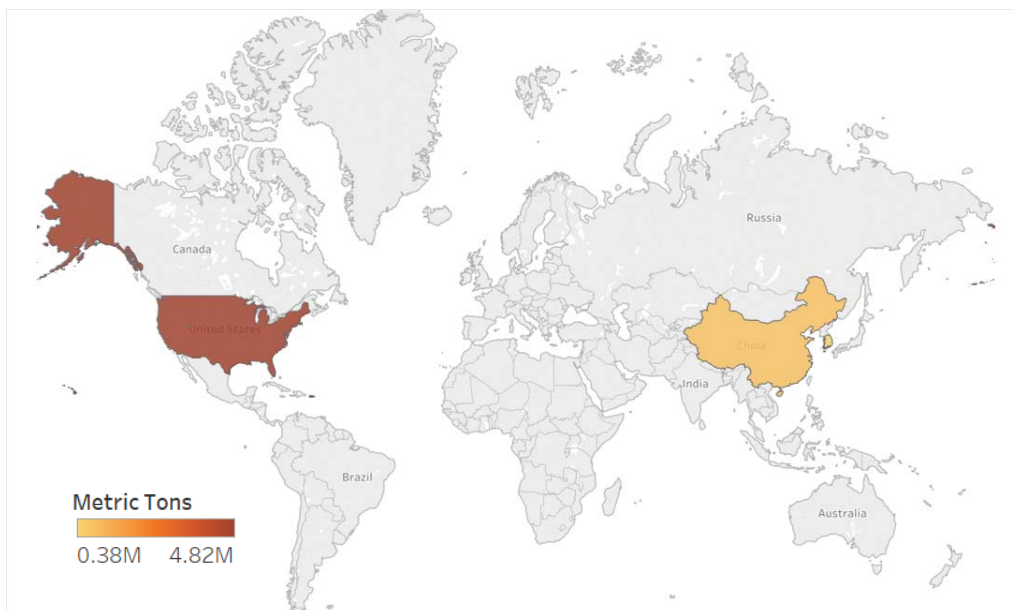 Russia
Canada
United States
China
India
Brazil
Australia
Metric Tons
0.38M 4.82M